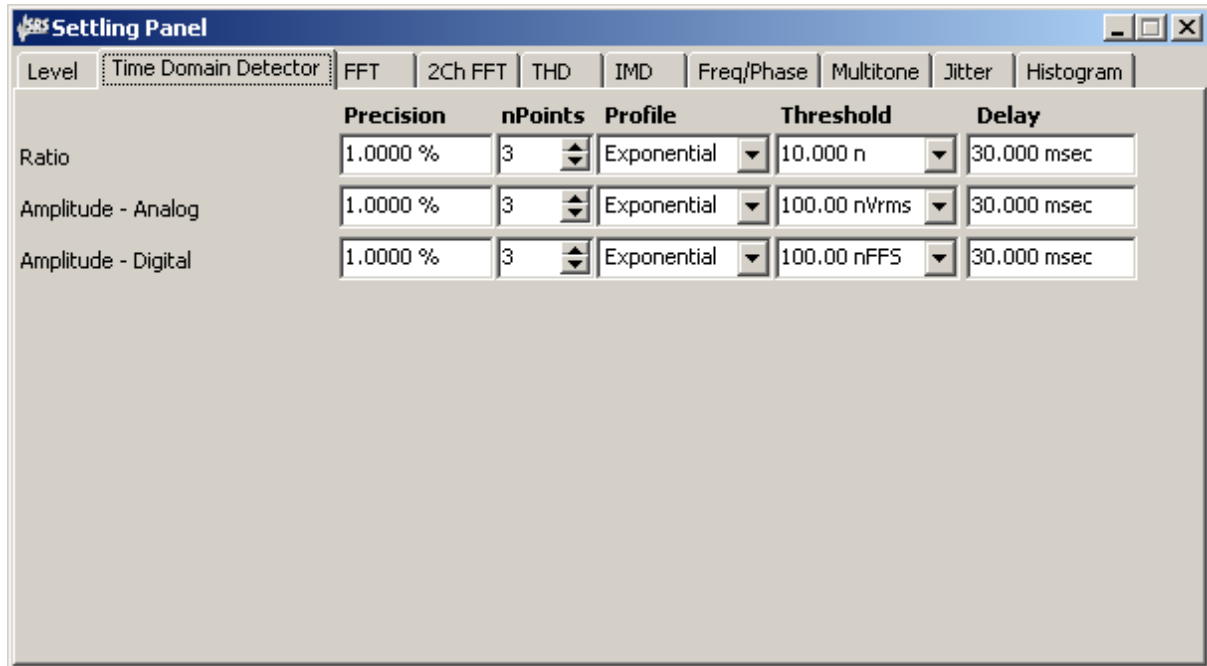 SRS Settling Panel
Level Time Domain Detector FFT 2Ch FFT THD IMD Freq/Phase Multitone Jitter Histogram
Precision nPoints Profile Threshold Delay
Ratio 1.0000 % 3 Exponential 10.000 n 30.000 msec
Amplitude - Analog 1.0000 % 3 Exponential 100.00 nVrms 30.000 msec
Amplitude - Digital 1.0000 % 3 Exponential 100.00 nFFS 30.000 msec